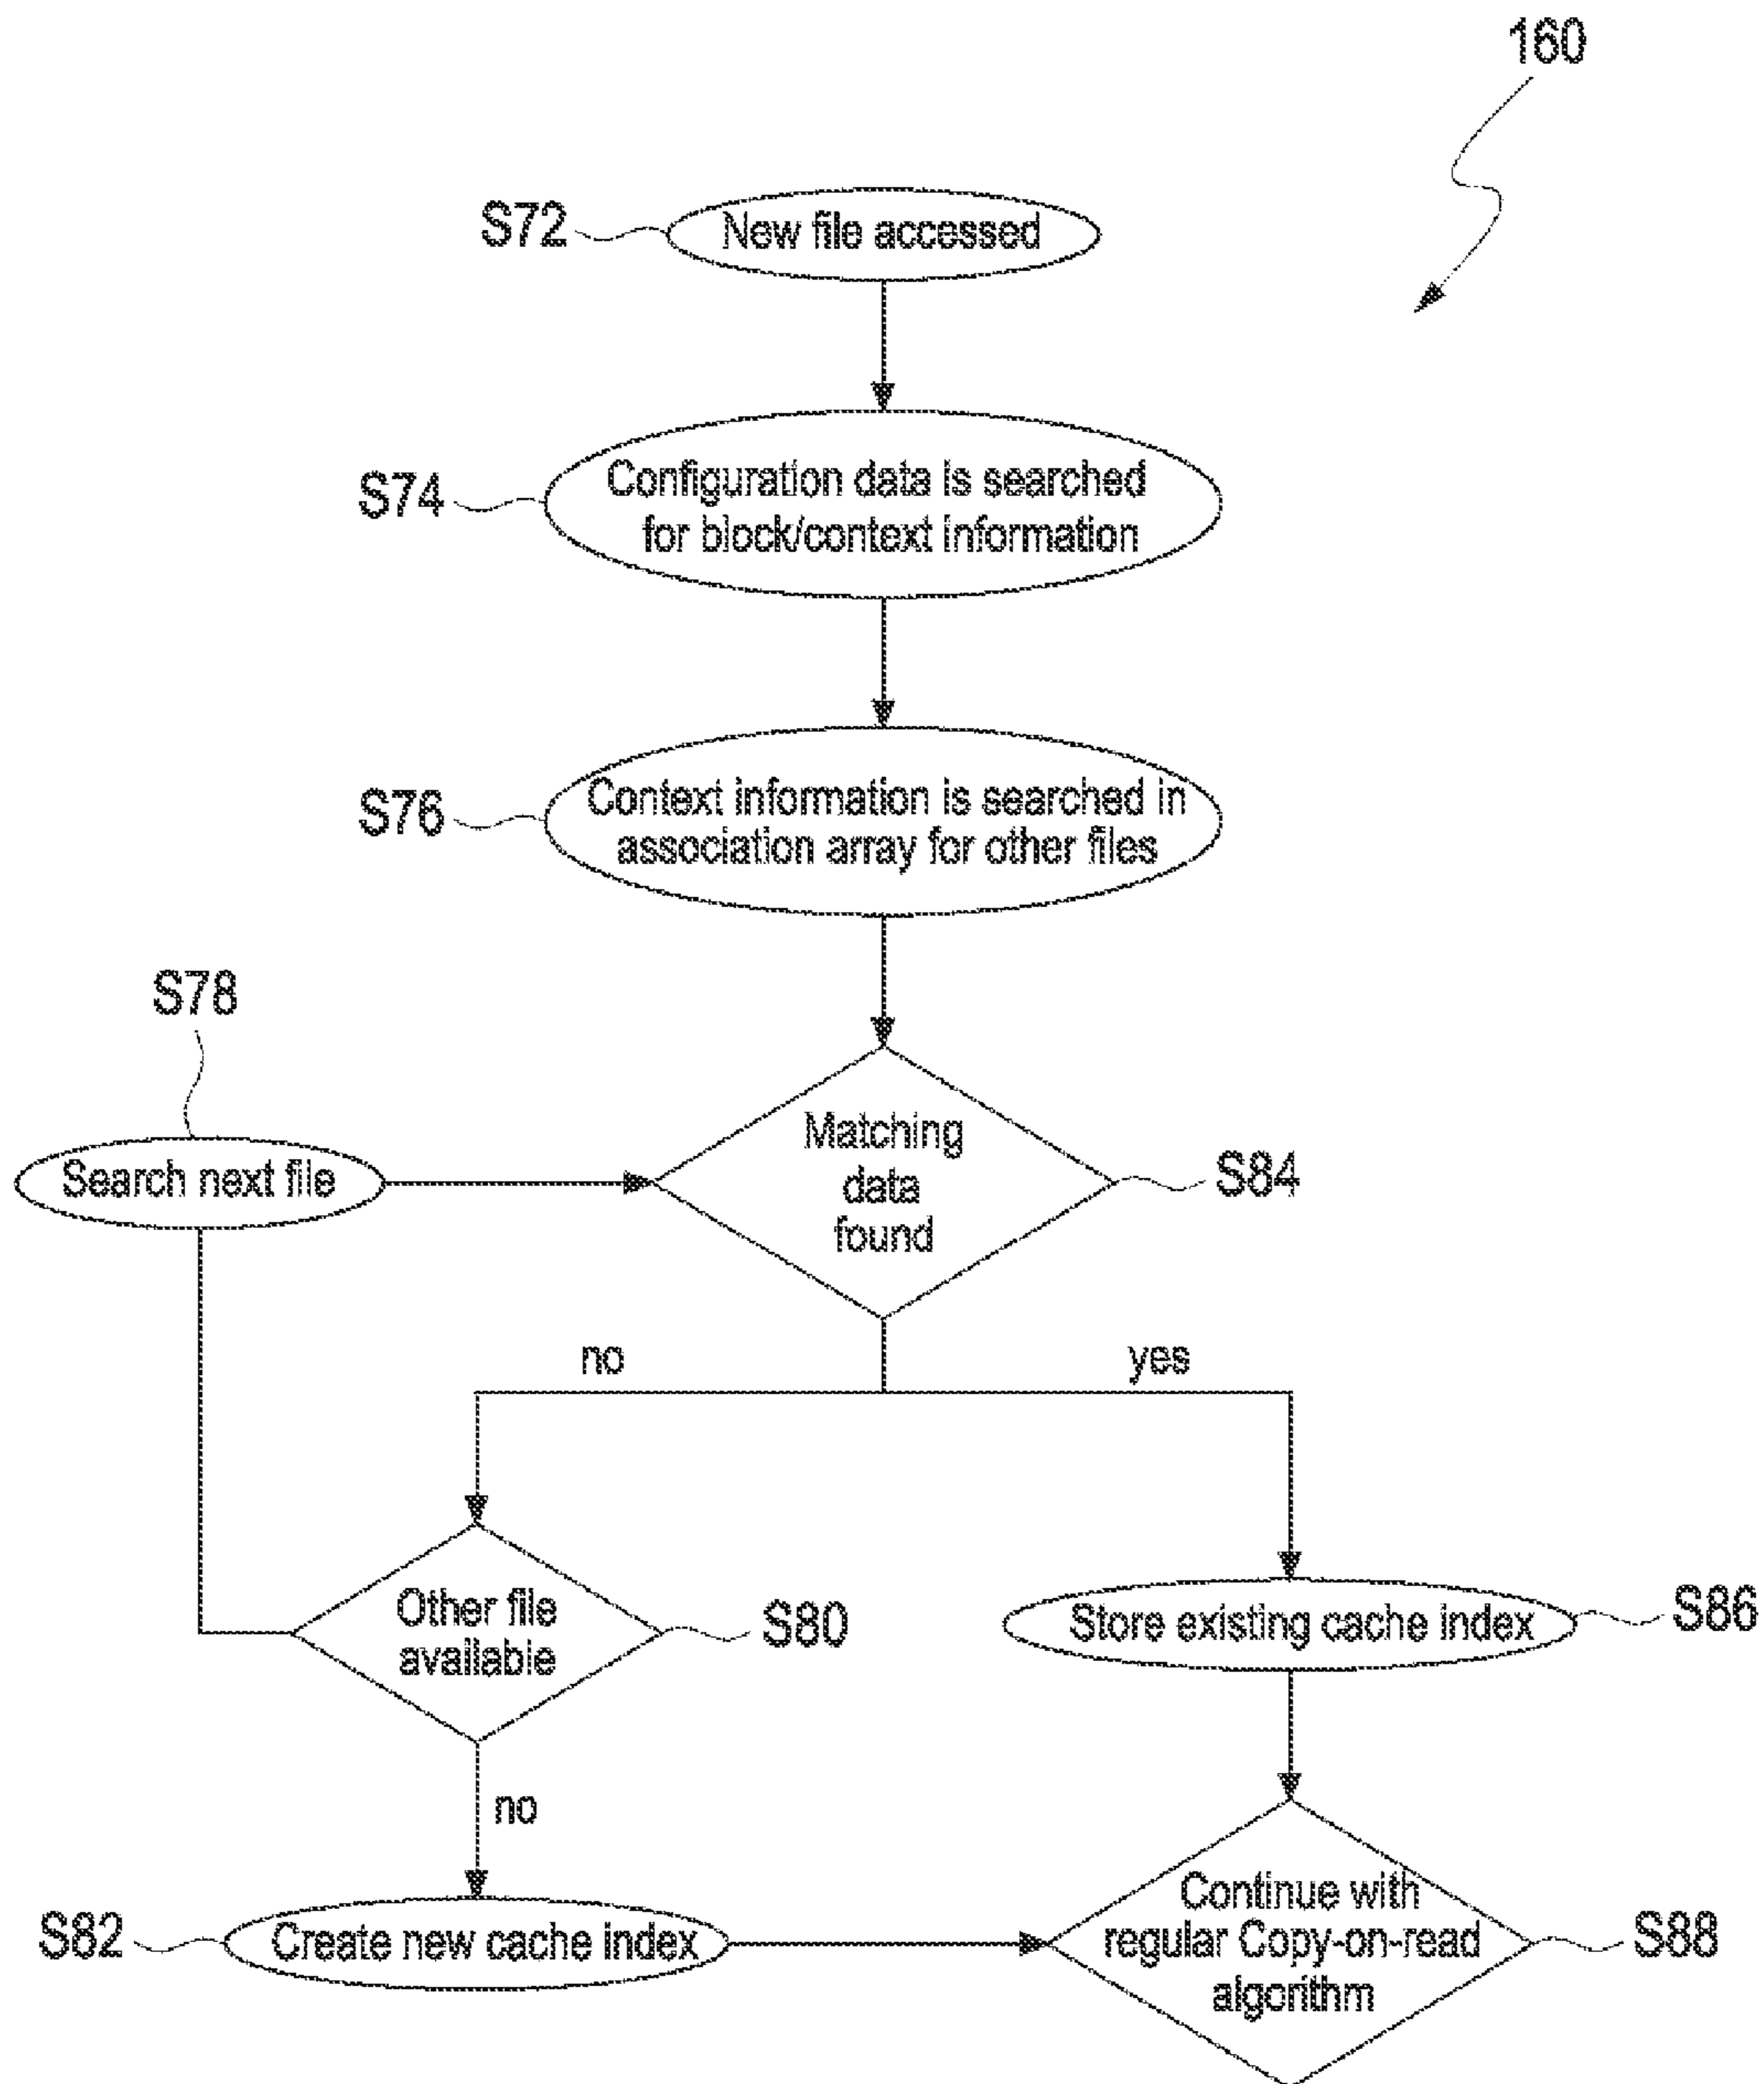 160
S72
New file accessed
S74
Configuration data is searched
for block/context information
S76
Context information is searched in
association array for other files
S78
Search next file
Matching
data
found
S84
no
yes
Other file
available
S80
Store existing cache index
S86
no
S82
Create new cache index
Continue with
regular Copy-on-read
algorithm
S88